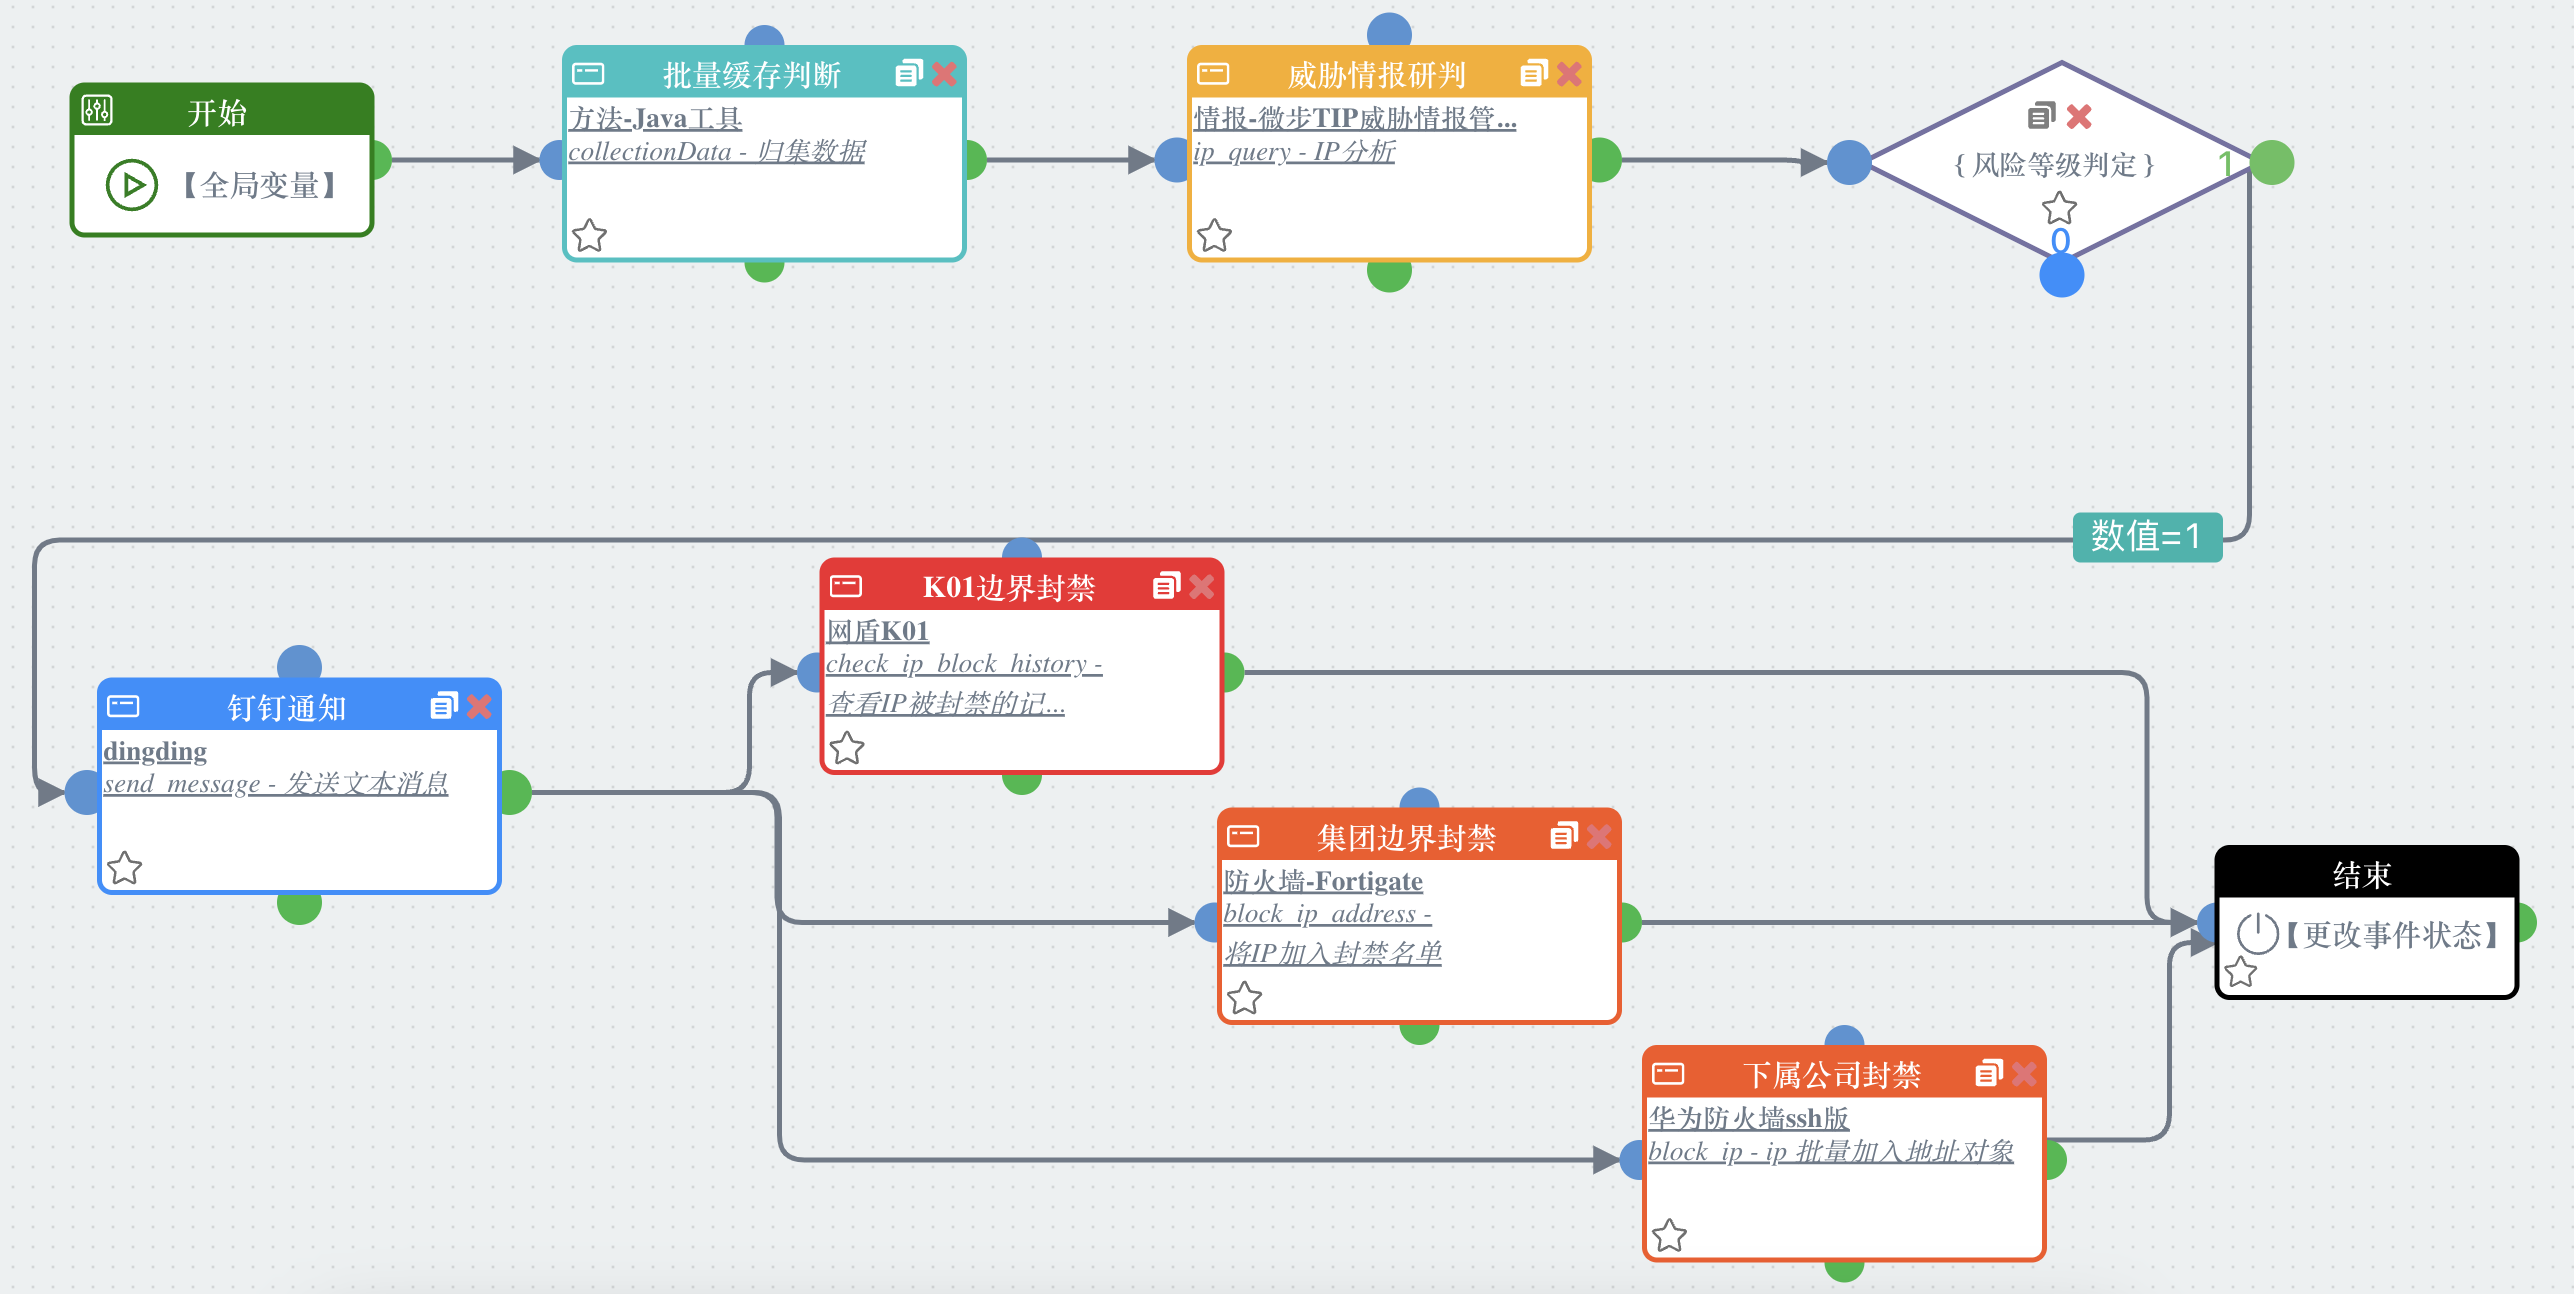 开始
【全局变量】
批量缓存判断
方法-Java工具
collectionData - 归集数据
威胁情报研判
情报-微步TIP威胁情报管...
ip_query - IP分析
{ 风险等级判定 }
1
0
数值=1
钉钉通知
dingding
send_message - 发送文本消息
K01边界封禁
网盾K01
check_ip_block_history -
查看IP被封禁的记...
集团边界封禁
防火墙-Fortigate
block_ip_address -
将IP加入封禁名单
下属公司封禁
华为防火墙ssh版
block_ip - ip 批量加入地址对象
结束
【更改事件状态】